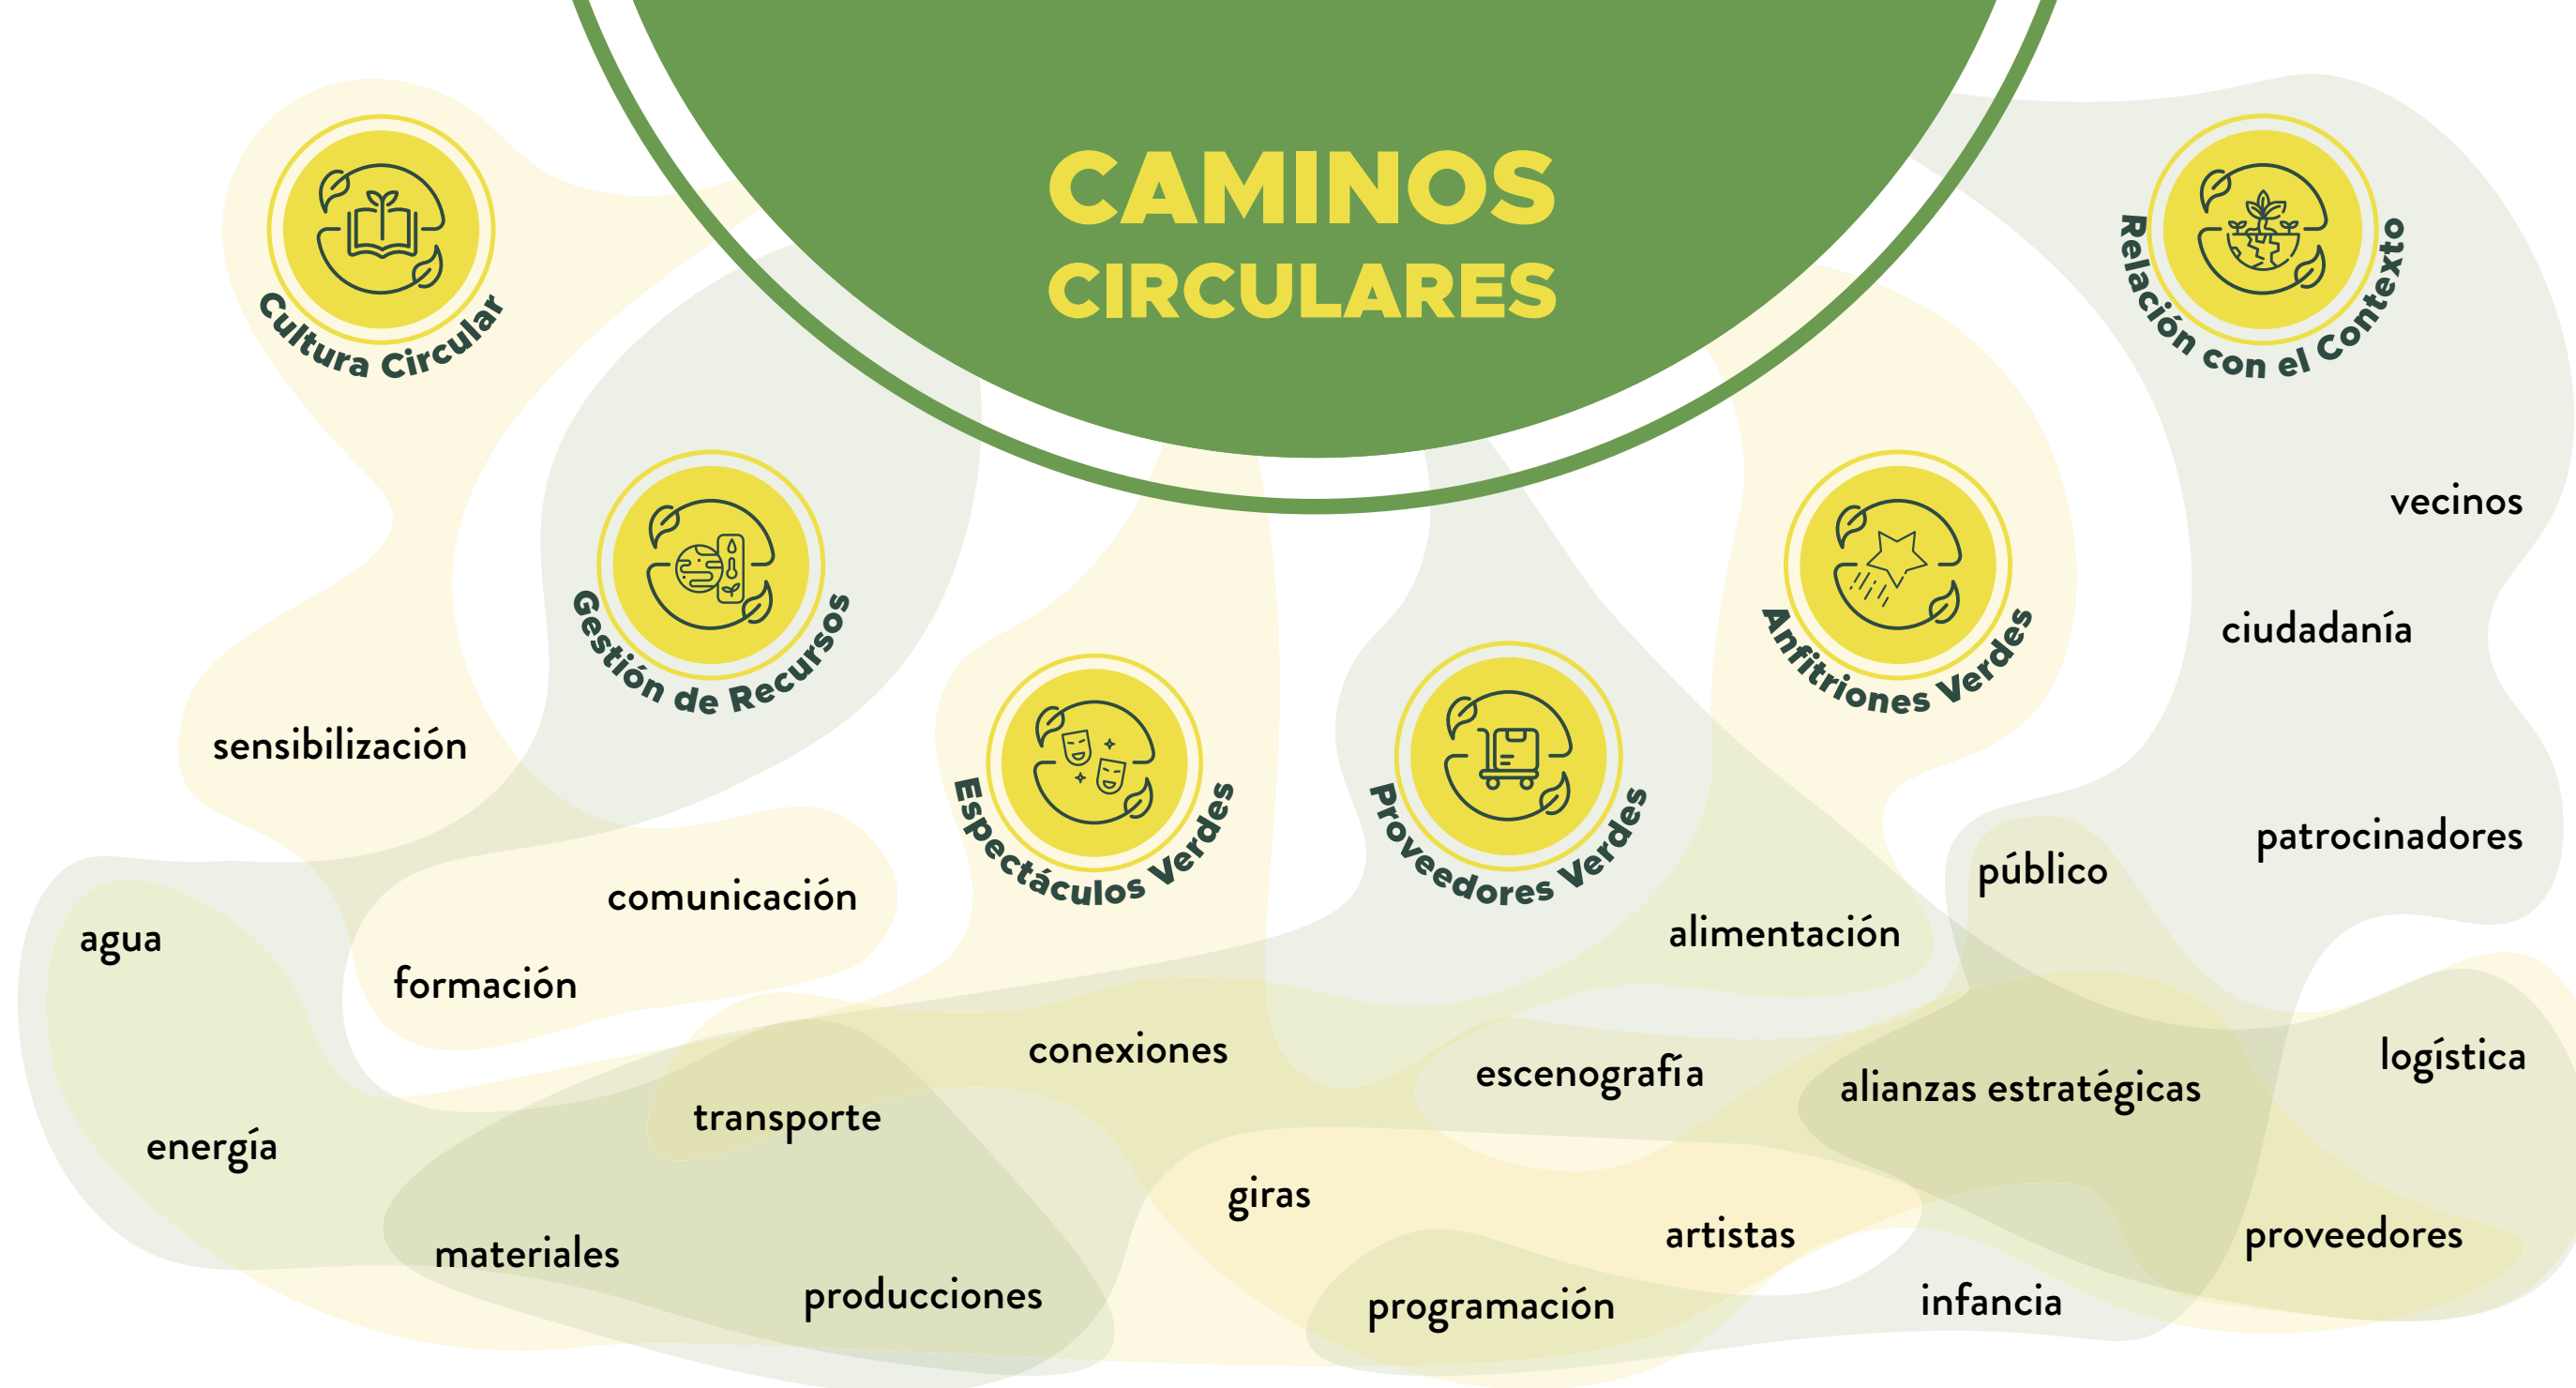 CAMINOS
CIRCULARES
Cultura Circular
Relación con el Contexto
Gestión de Recursos
Anfitriones Verdes
Espectáculos Verdes
Proveedores Verdes
vecinos
ciudadanía
sensibilización
patrocinadores
público
comunicación
alimentación
agua
formación
conexiones
logística
escenografía
alianzas estratégicas
transporte
energía
giras
artistas
proveedores
materiales
producciones
programación
infancia